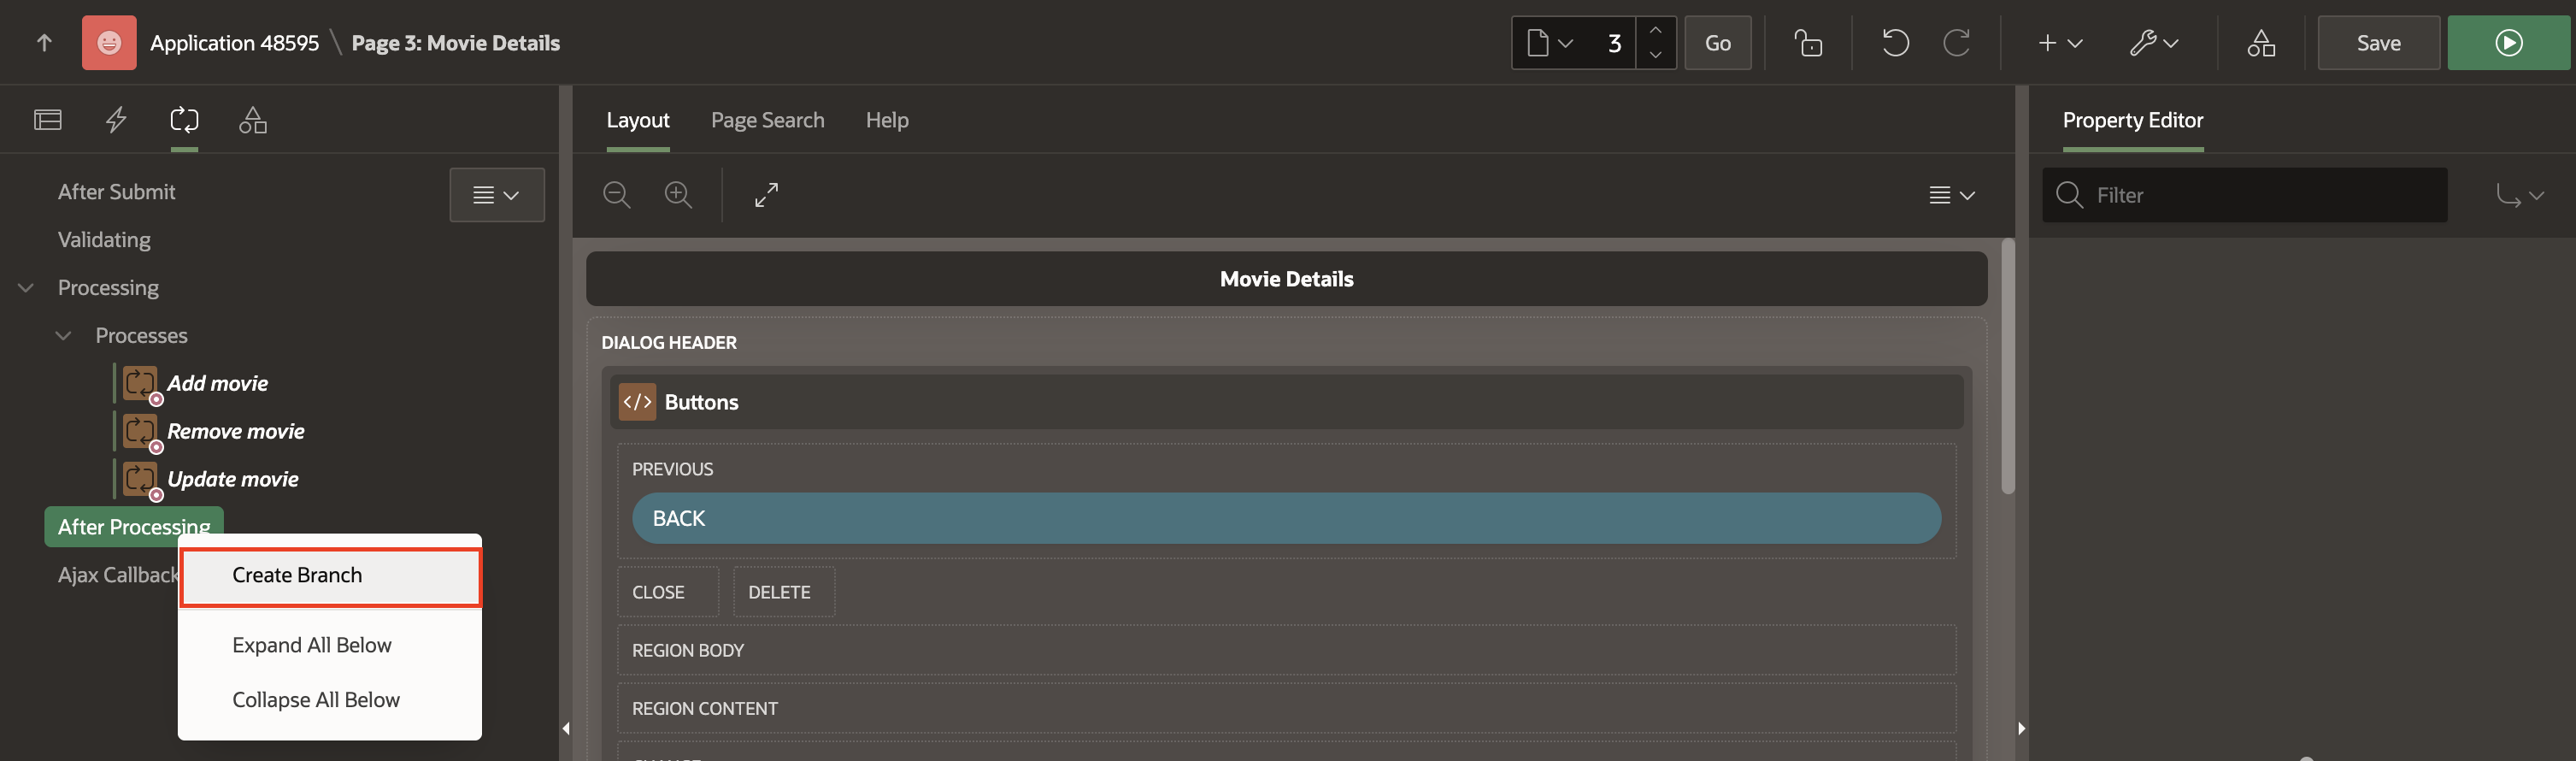 Application 48595 \ Page 3: Movie Details
3
Go
Save
Layout
Page Search
Help
Property Editor
After Submit
Validating
Processing
Processes
Add movie
Remove movie
Update movie
After Processing
Ajax Callback
Create Branch
Expand All Below
Collapse All Below
Filter
Movie Details
DIALOG HEADER
</> Buttons
PREVIOUS
BACK
CLOSE
DELETE
REGION BODY
REGION CONTENT